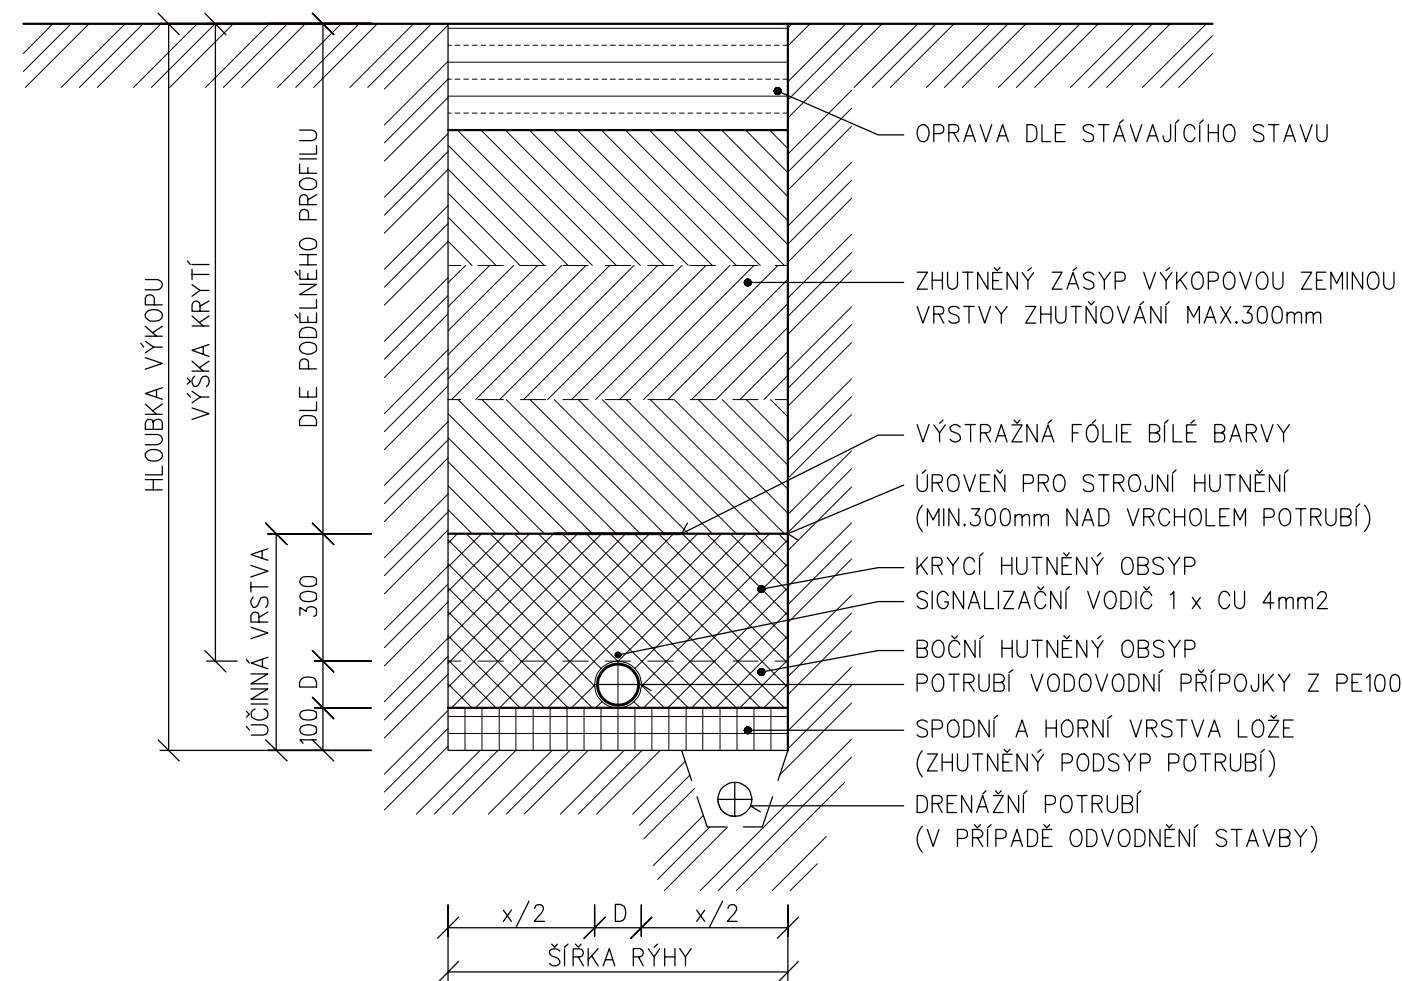 OPRAVA DLE STÁVAJÍCÍHO STAVU
ZHUTNĚNÝ ZÁSYP VÝKOPOVOU ZEMINOU
VRSTVY ZHUTŇOVÁNÍ MAX.300mm
VÝSTRAŽNÁ FÓLIE BÍLÉ BARVY
ÚROVEŇ PRO STROJNÍ HUTNĚNÍ
(MIN.300mm NAD VRCHOLEM POTRUBÍ)
KRYCÍ HUTNĚNÝ OBSYP
SIGNALIZAČNÍ VODIČ 1 x CU 4mm2
BOČNÍ HUTNĚNÝ OBSYP
POTRUBÍ VODOVODNÍ PŘÍPOJKY Z PE100
SPODNÍ A HORNÍ VRSTVA LOŽE
(ZHUTNĚNÝ PODSYP POTRUBÍ)
DRENÁŽNÍ POTRUBÍ
(V PŘÍPADĚ ODVODNĚNÍ STAVBY)
HLOUBKA VÝKOPU
VÝŠKA KRYTÍ
DLE PODÉLNÉHO PROFILU
ÚČINNÁ VRSTVA
300
D
100
x/2
D
x/2
ŠÍŘKA RÝHY